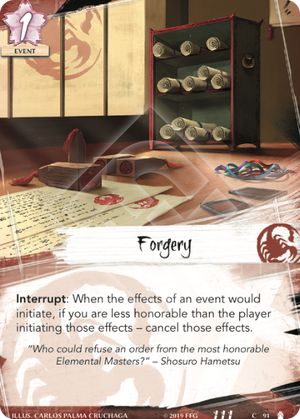 1
EVENT
Forgery
Interrupt: When the effects of an event would
initiate, if you are less honorable than the player
initiating those effects – cancel those effects.
"Who could refuse an order from the most honorable
Elemental Masters?" – Shosuro Hametsu
ILLUS. CARLOS PALMA CRUCHAGA © 2019 FFG C 91